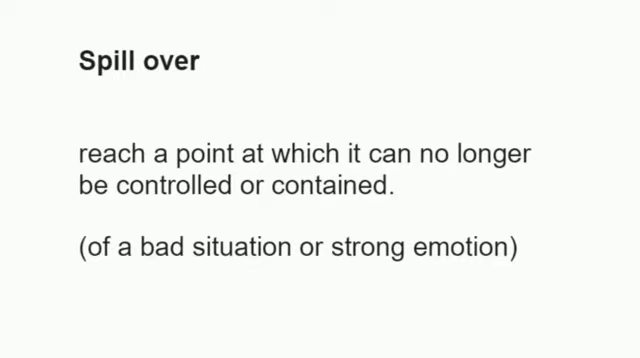 Spill over
reach a point at which it can no longer
be controlled or contained.
(of a bad situation or strong emotion)